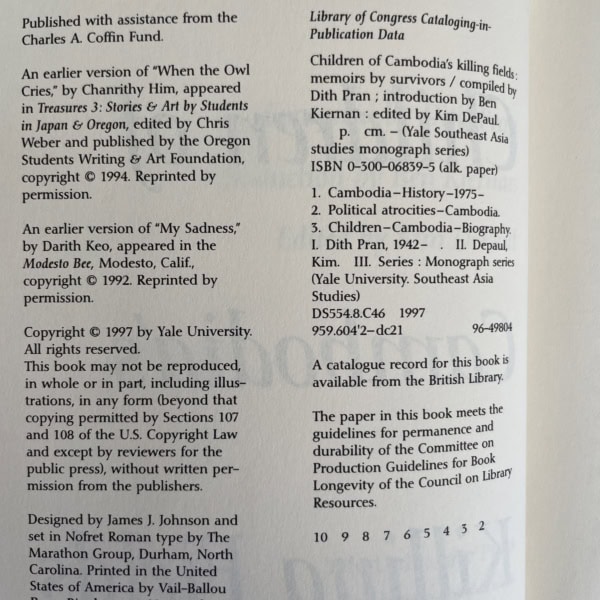 Published with assistance from the
Charles A. Coffin Fund.
An earlier version of "When the Owl
Cries," by Chanrithy Him, appeared
in Treasures 3: Stories & Art by Students
in Japan & Oregon, edited by Chris
Weber and published by the Oregon
Students Writing & Art Foundation,
copyright © 1994. Reprinted by
permission.
An earlier version of "My Sadness,"
by Darith Keo, appeared in the
Modesto Bee, Modesto, Calif.,
copyright © 1992. Reprinted by
permission.
Copyright © 1997 by Yale University.
All rights reserved.
This book may not be reproduced,
in whole or in part, including illus-
trations, in any form (beyond that
copying permitted by Sections 107
and 108 of the U.S. Copyright Law
and except by reviewers for the
public press), without written per-
mission from the publishers.
Designed by James J. Johnson and
set in Nofret Roman type by The
Marathon Group, Durham, North
Carolina. Printed in the United
States of America by Vail-Ballou
Library of Congress Cataloging-in-
Publication Data
Children of Cambodia's killing fields :
memoirs by survivors / compiled by
Dith Pran ; introduction by Ben
Kiernan : edited by Kim DePaul.
p. cm. – (Yale Southeast Asia
studies monograph series)
ISBN 0-300-06839-5 (alk. paper)
1. Cambodia–History–1975–
2. Political atrocities–Cambodia.
3. Children–Cambodia–Biography.
I. Dith Pran, 1942– . II. Depaul,
Kim. III. Series : Monograph series
(Yale University. Southeast Asia
Studies)
DS554.8.C46 1997
959.604'2–dc21 96-49804
A catalogue record for this book is
available from the British Library.
The paper in this book meets the
guidelines for permanence and
durability of the Committee on
Production Guidelines for Book
Longevity of the Council on Library
Resources.
10 9 8 7 6 5 4 3 2